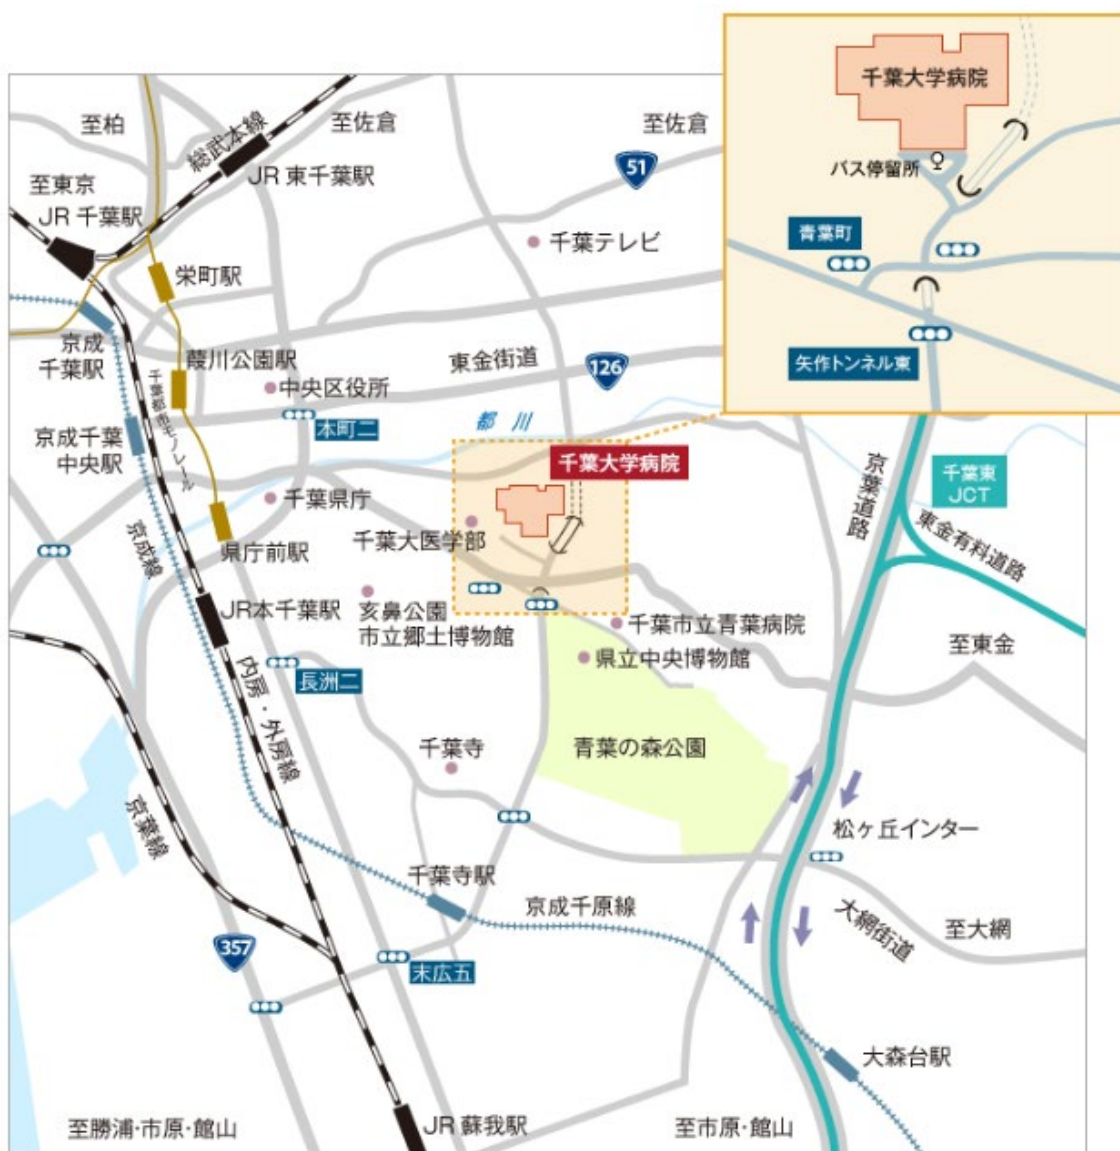 千葉大学病院
バス停留所
青葉町
矢作トンネル東
至柏
総武本線
至佐倉
至佐倉
51
JR 東千葉駅
至東京
JR 千葉駅
千葉テレビ
栄町駅
京成
千葉駅
葭川公園駅
東金街道
126
中央区役所
千葉都市モノレール
本町二
都 川
京成千葉
中央駅
千葉大学病院
京葉道路
千葉東
JCT
千葉県庁
東金有料道路
京成線
県庁前駅
千葉大医学部
JR本千葉駅
亥鼻公園
市立郷土博物館
千葉市立青葉病院
県立中央博物館
至東金
内房・外房線
長洲二
千葉寺
青葉の森公園
京葉線
松ヶ丘インター
千葉寺駅
京成千原線
大網街道
至大網
357
末広五
大森台駅
至勝浦・市原・館山
JR 蘇我駅
至市原・館山